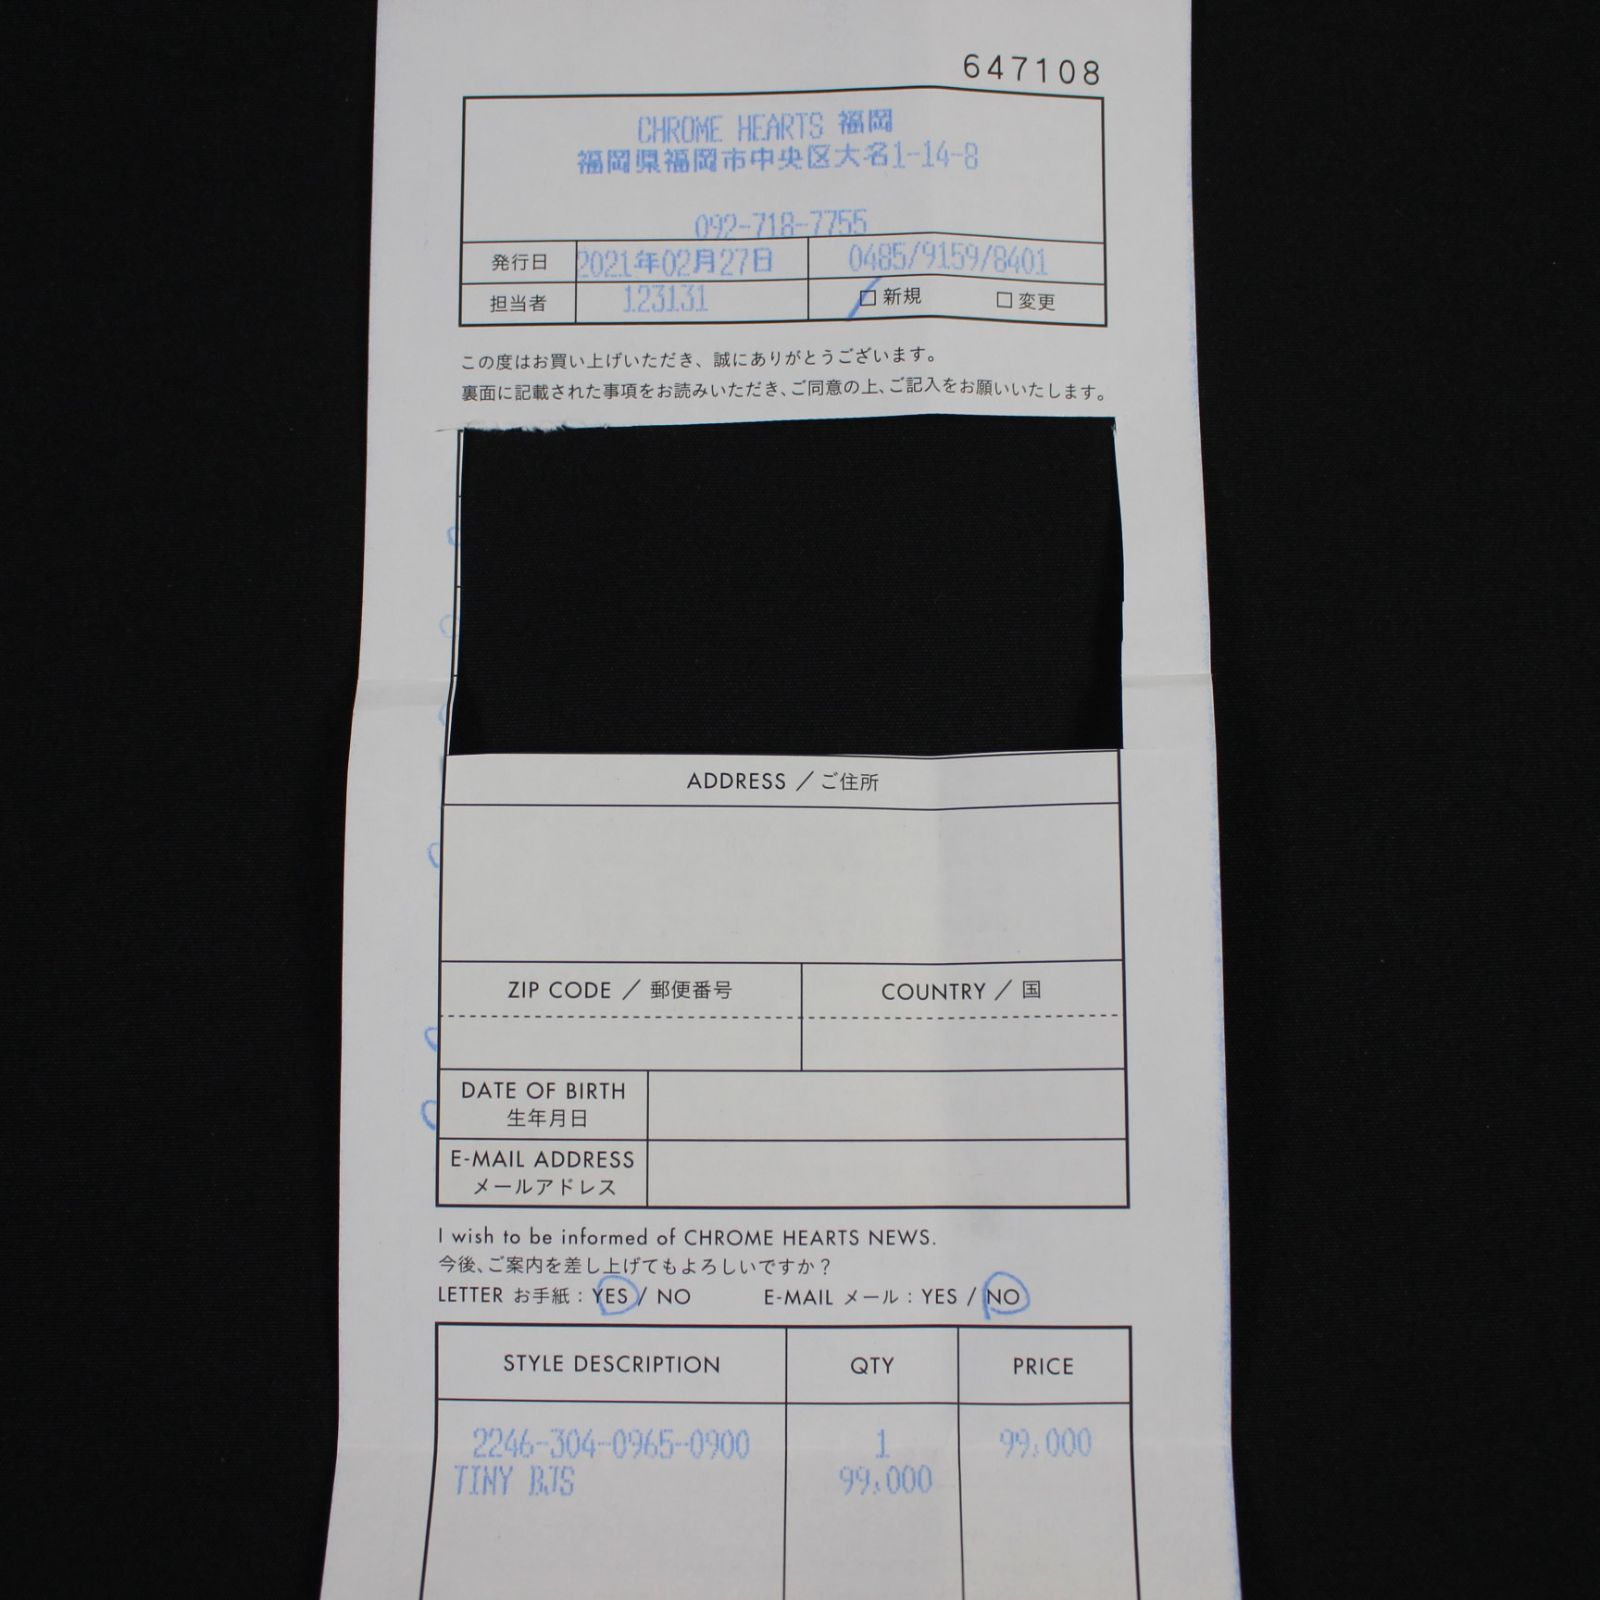 647108
CHROME HEARTS 福岡
福岡県福岡市中央区大名1-14-8
092-718-7755
発行日 2021年02月27日 0485/9159/8401
担当者 123131 □ 新規 □ 変更
この度はお買い上げいただき、誠にありがとうございます。
裏面に記載された事項をお読みいただき、ご同意の上、ご記入をお願いいたします。
ADDRESS / ご住所
ZIP CODE / 郵便番号 COUNTRY / 国
DATE OF BIRTH
生年月日
E-MAIL ADDRESS
メールアドレス
I wish to be informed of CHROME HEARTS NEWS.
今後、ご案内を差し上げてもよろしいですか？
LETTER お手紙 : YES / NO E-MAIL メール : YES / NO
STYLE DESCRIPTION QTY PRICE
2246-304-0965-0900 1 99,000
TINY BJS 99,000